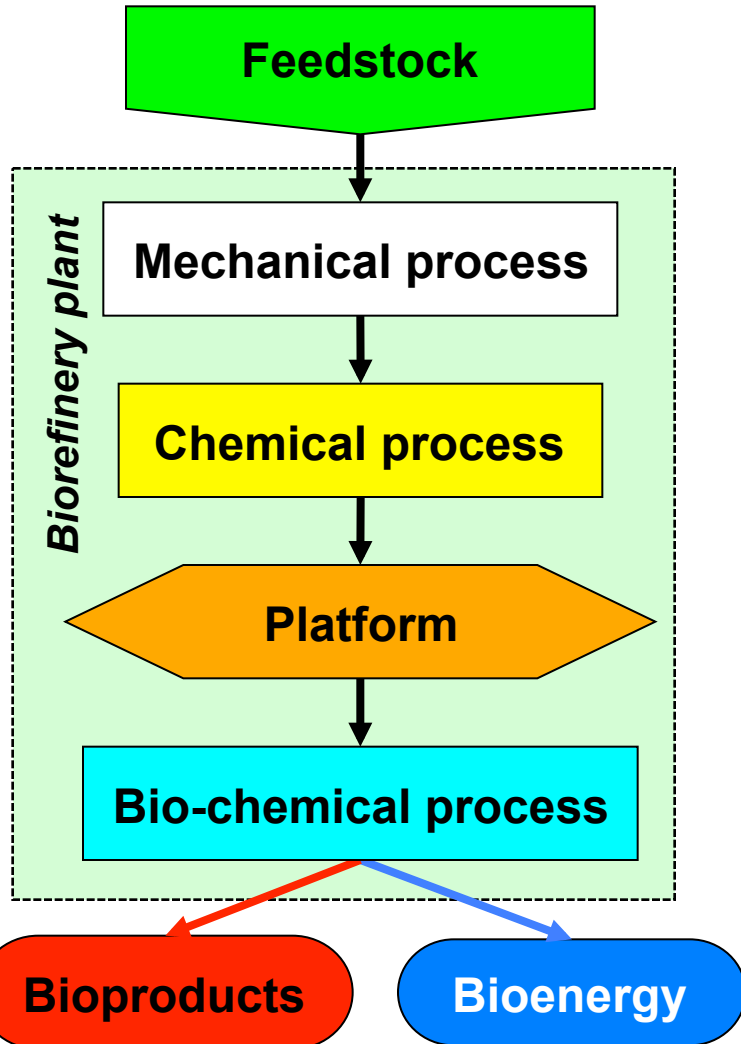 Feedstock
Biorefinery plant
Mechanical process
Chemical process
Platform
Bio-chemical process
Bioproducts
Bioenergy